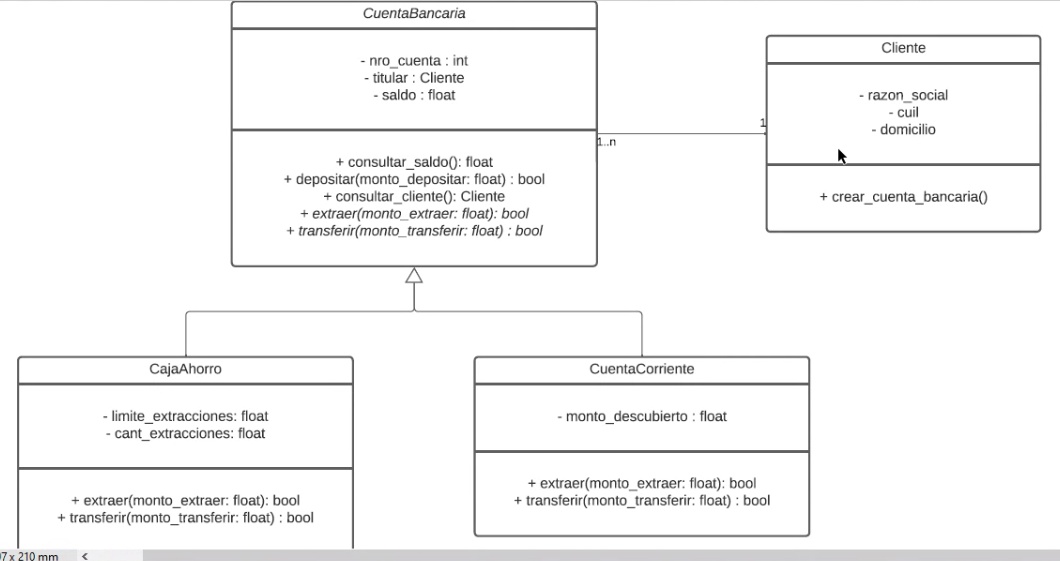 CuentaBancaria
- nro_cuenta : int
- titular : Cliente
- saldo : float
+ consultar_saldo(): float
+ depositar(monto_depositar: float) : bool
+ consultar_cliente(): Cliente
+ extraer(monto_extraer: float): bool
+ transferir(monto_transferir: float) : bool
1..n
1
Cliente
- razon_social
- cuil
- domicilio
+ crear_cuenta_bancaria()
CajaAhorro
- limite_extracciones: float
- cant_extracciones: float
+ extraer(monto_extraer: float): bool
+ transferir(monto_transferir: float) : bool
CuentaCorriente
- monto_descubierto : float
+ extraer(monto_extraer: float): bool
+ transferir(monto_transferir: float) : bool
7 x 210 mm